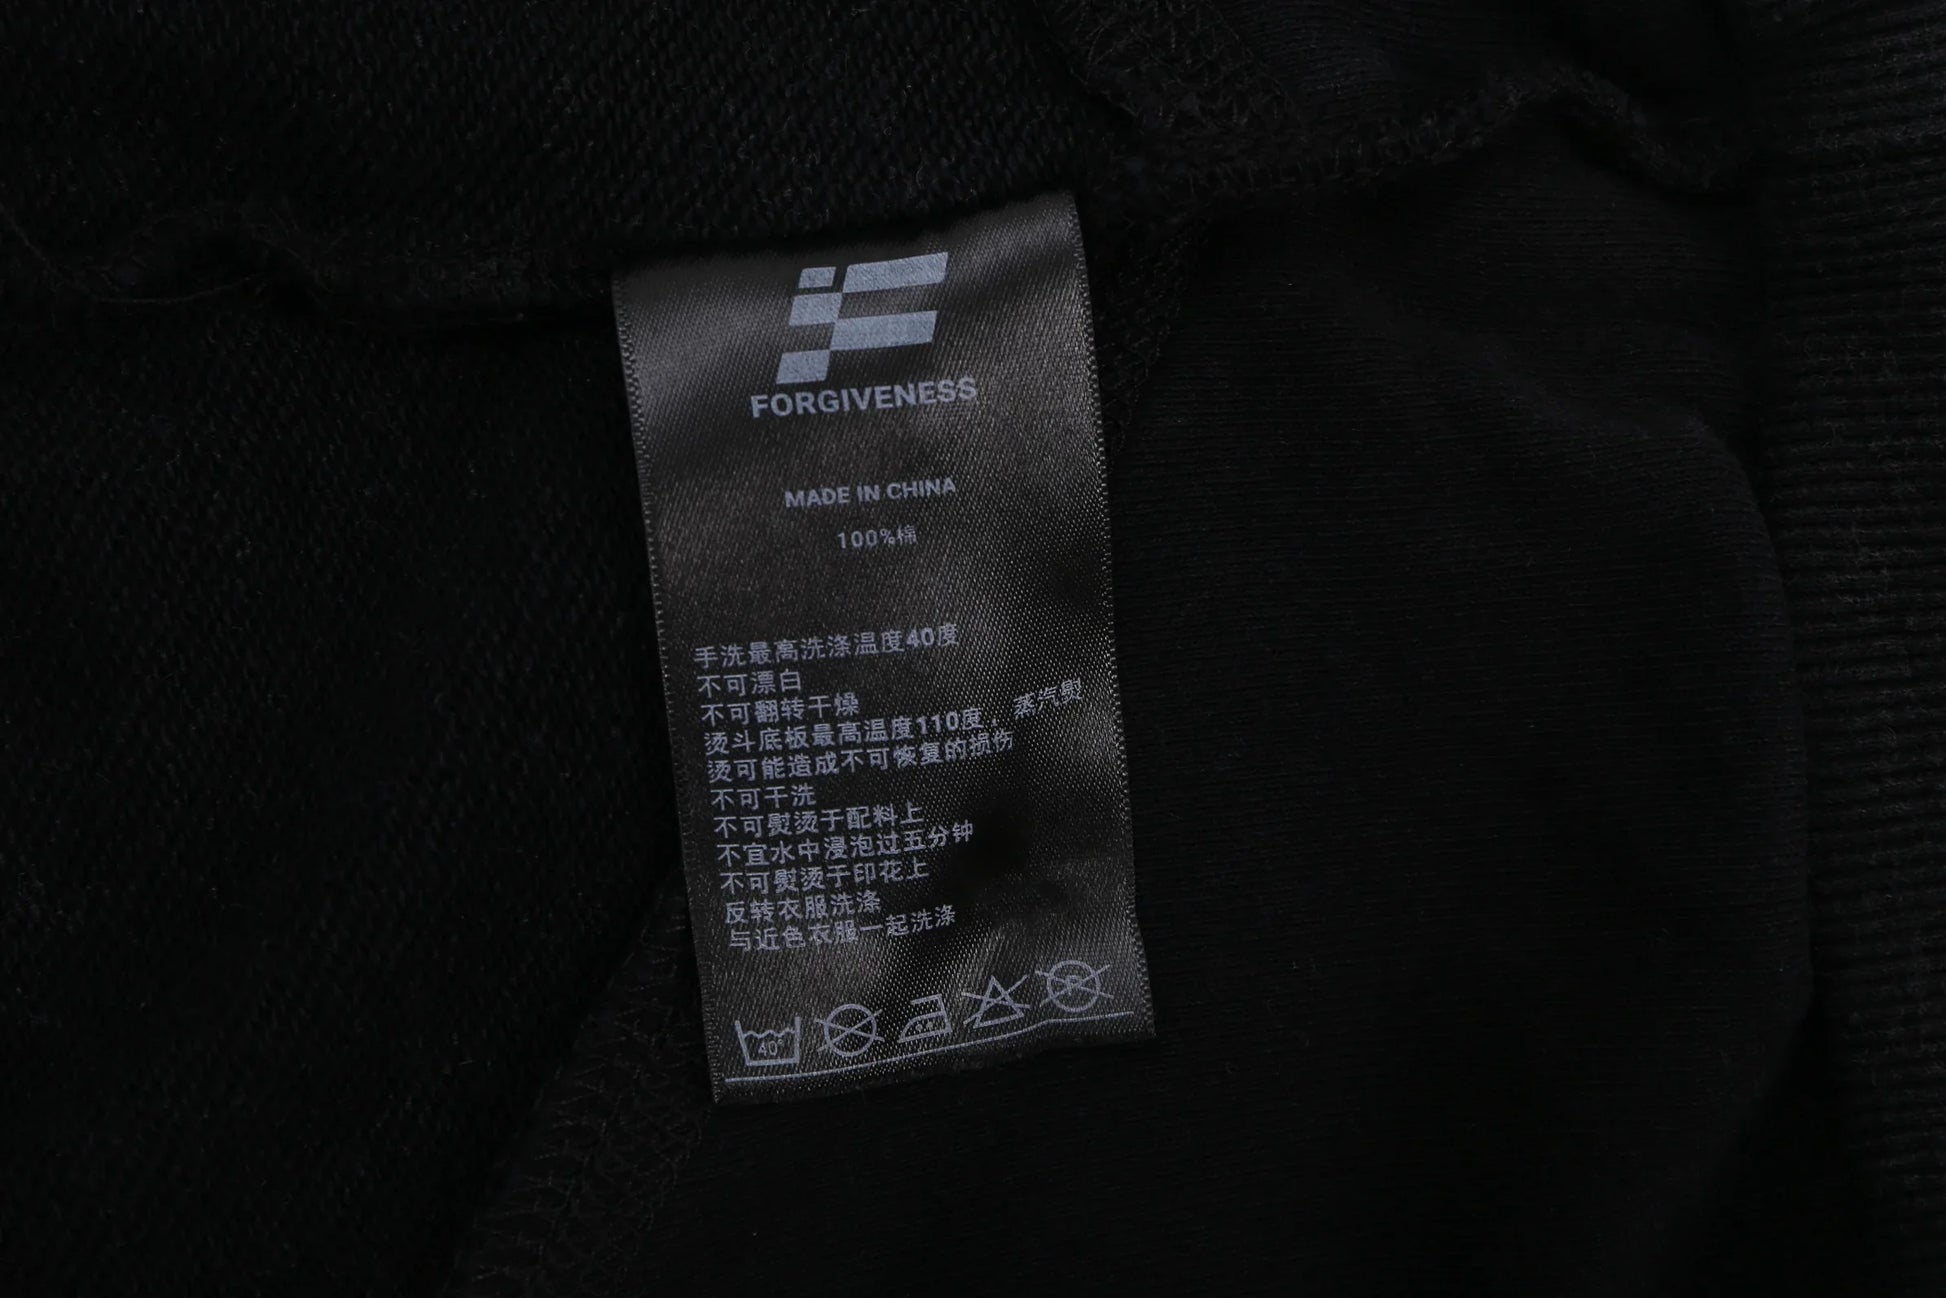 FORGIVENESS
MADE IN CHINA
100%棉
手洗最高洗涤温度40度
不可漂白
不可翻转干燥
烫斗底板最高温度110度，蒸汽熨
烫可能造成不可恢复的损伤
不可干洗
不可熨烫于配料上
不宜水中浸泡过五分钟
不可熨烫于印花上
反转衣服洗涤
与近色衣服一起洗涤
40°
P